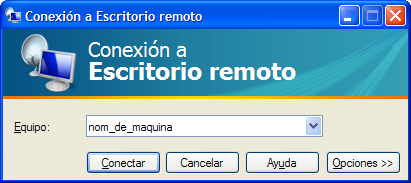 Conexión a Escritorio remoto
Conexión a
Escritorio remoto
Equipo: nom_de_maquina
Conectar Cancelar Ayuda Opciones >>